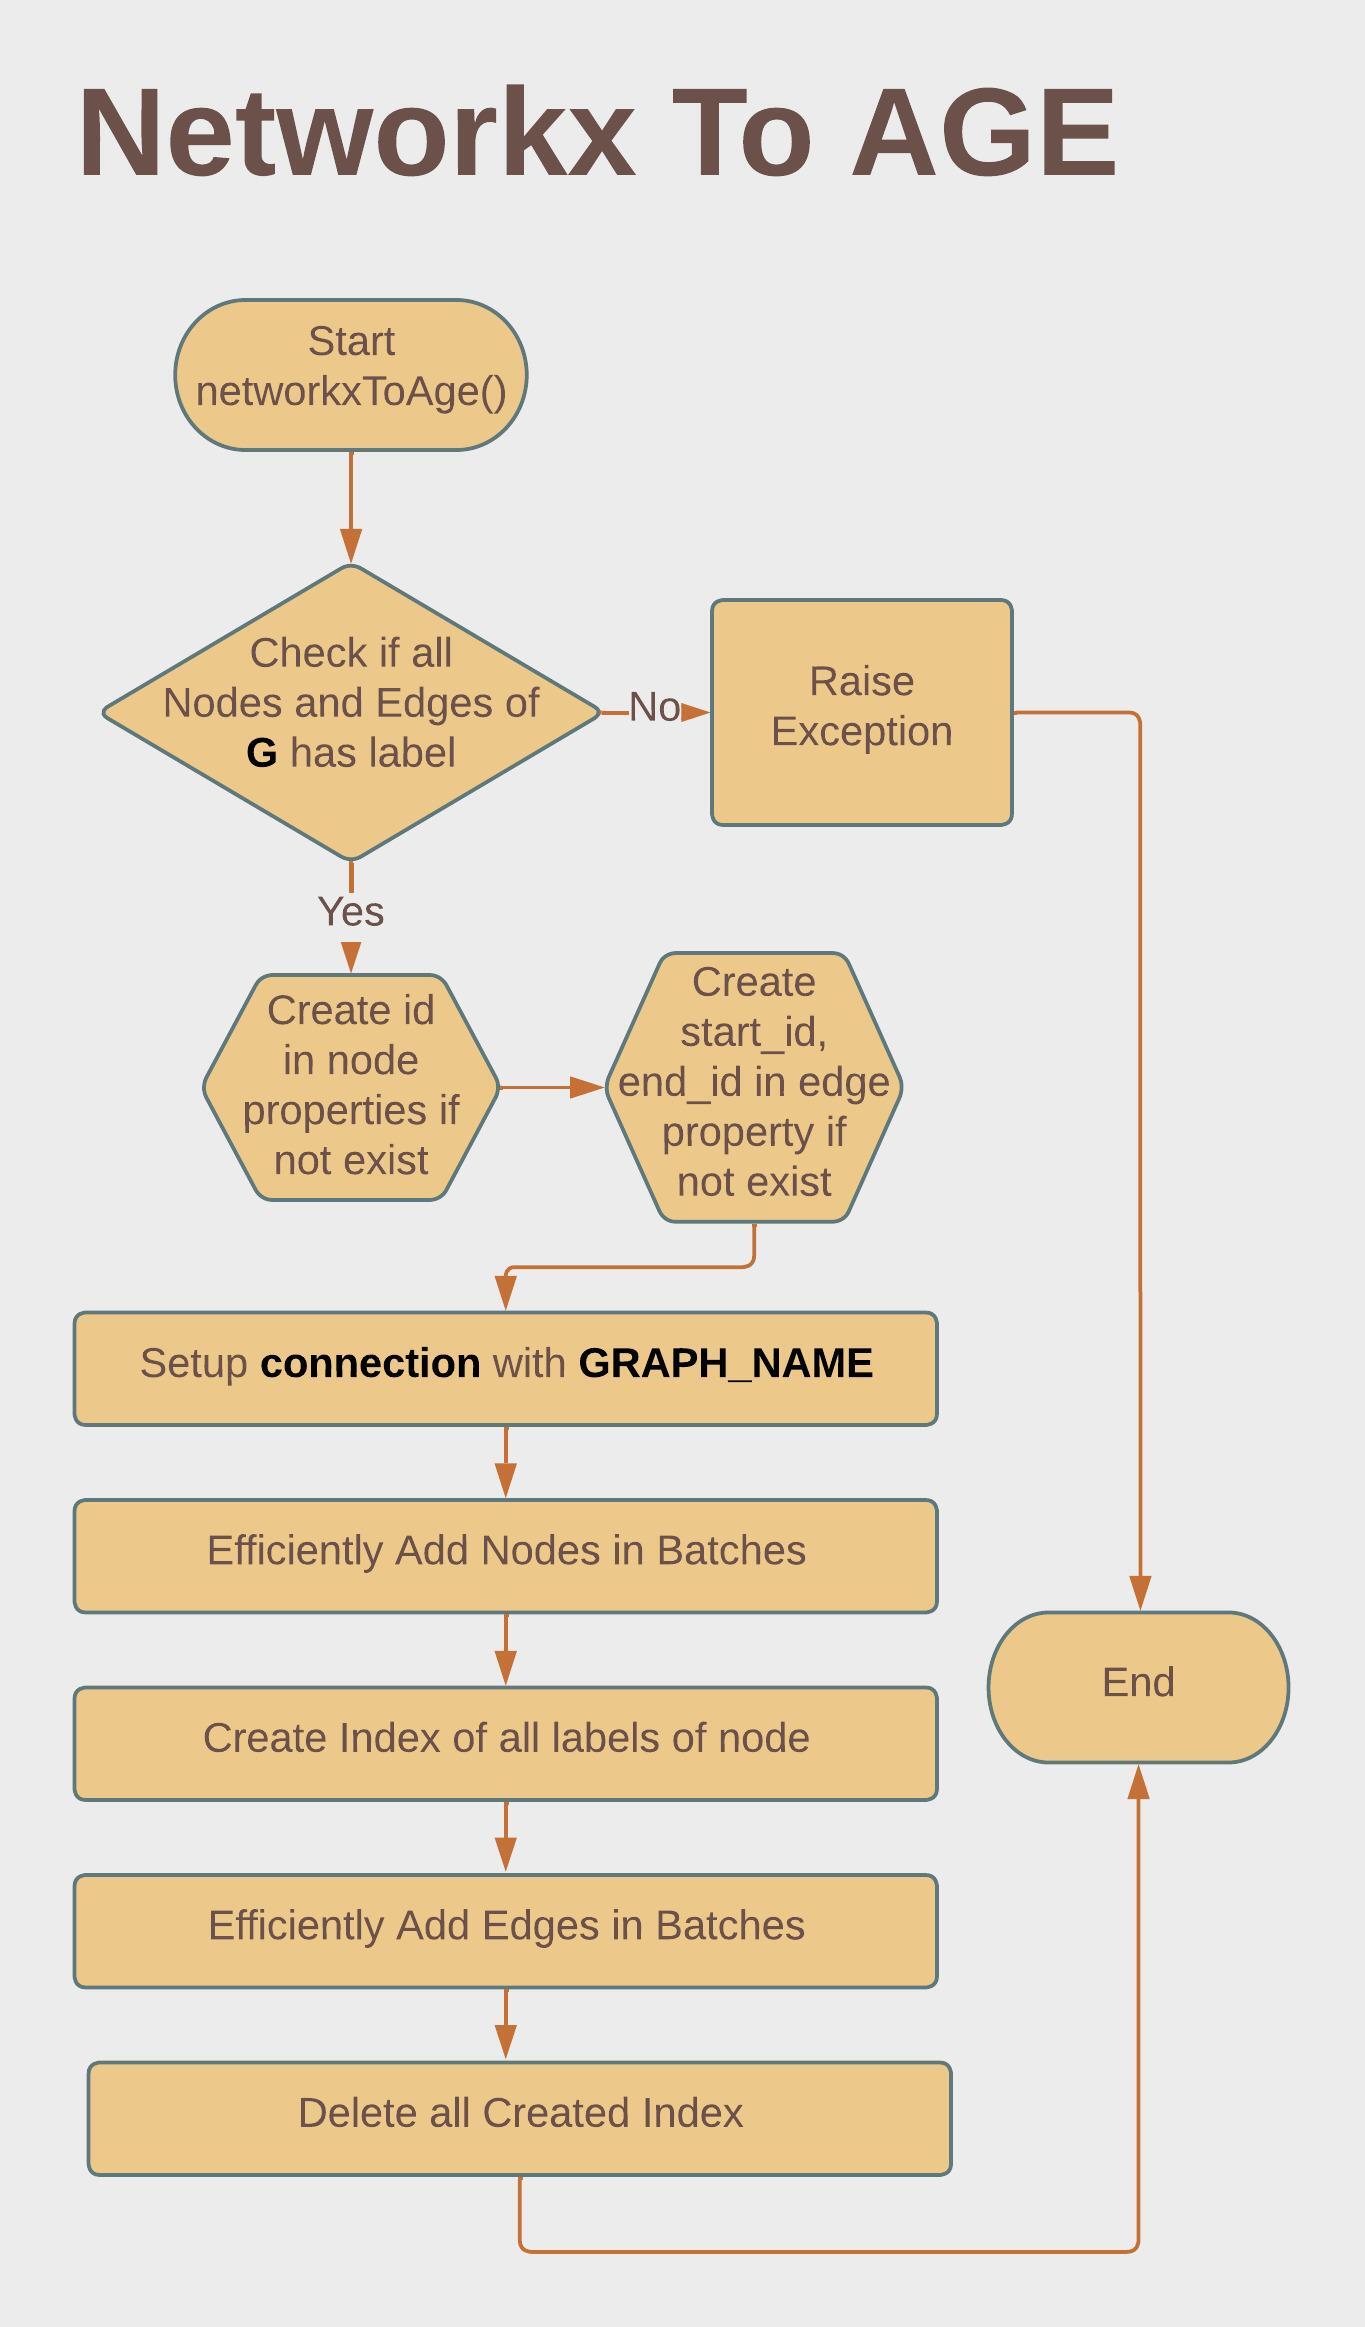 Networkx To AGE
Start
networkxToAge()
Check if all
Nodes and Edges of
G has label
No
Raise
Exception
Yes
Create id
in node
properties if
not exist
Create
start_id,
end_id in edge
property if
not exist
Setup connection with GRAPH_NAME
Efficiently Add Nodes in Batches
Create Index of all labels of node
Efficiently Add Edges in Batches
Delete all Created Index
End